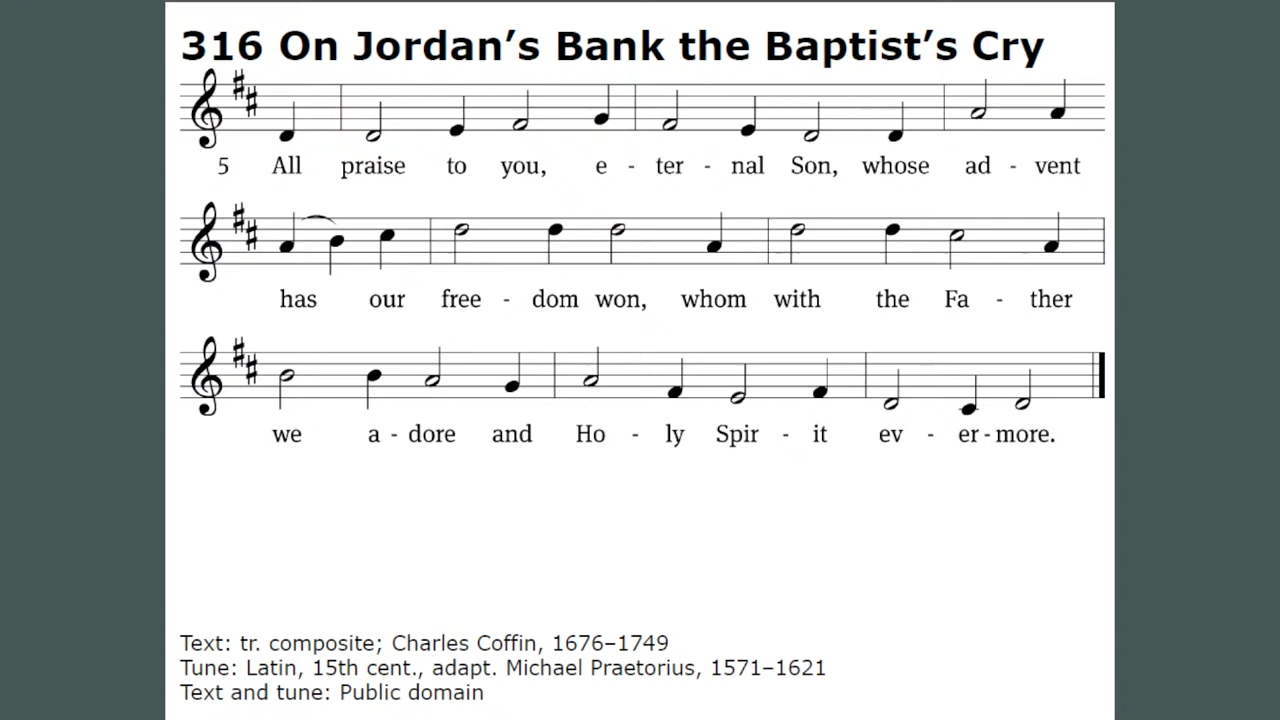 316 On Jordan’s Bank the Baptist’s Cry
5 All praise to you, e - ter - nal Son, whose ad - vent
has our free - dom won, whom with the Fa - ther
we a - dore and Ho - ly Spir - it ev - er - more.
Text: tr. composite; Charles Coffin, 1676–1749
Tune: Latin, 15th cent., adapt. Michael Praetorius, 1571–1621
Text and tune: Public domain